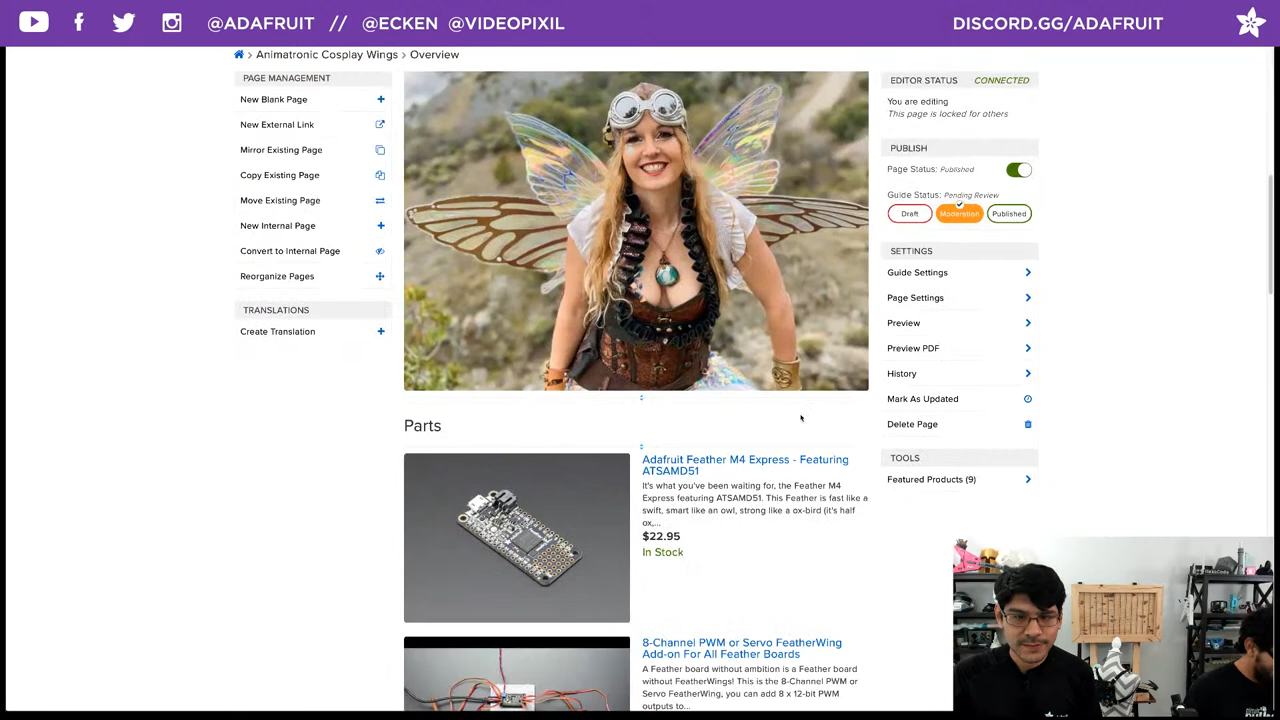 @ADAFRUIT // @ECKEN @VIDEOPIXIL
DISCORD.GG/ADAFRUIT
> Animatronic Cosplay Wings > Overview
PAGE MANAGEMENT
New Blank Page
New External Link
Mirror Existing Page
Copy Existing Page
Move Existing Page
New Internal Page
Convert to Internal Page
Reorganize Pages
TRANSLATIONS
Create Translation
Parts
Adafruit Feather M4 Express - Featuring
ATSAMD51
It's what you've been waiting for, the Feather M4
Express featuring ATSAMD51. This Feather is fast like a
swift, smart like an owl, strong like a ox-bird (it's half
ox,...
$22.95
In Stock
8-Channel PWM or Servo FeatherWing
Add-on For All Feather Boards
A Feather board without ambition is a Feather board
without FeatherWings! This is the 8-Channel PWM or
Servo FeatherWing, you can add 8 x 12-bit PWM
outputs to...
EDITOR STATUS CONNECTED
You are editing
This page is locked for others
PUBLISH
Page Status: Published
Guide Status: Pending Review
Draft
Moderation
Published
SETTINGS
Guide Settings
Page Settings
Preview
Preview PDF
History
Mark As Updated
Delete Page
TOOLS
Featured Products (9)